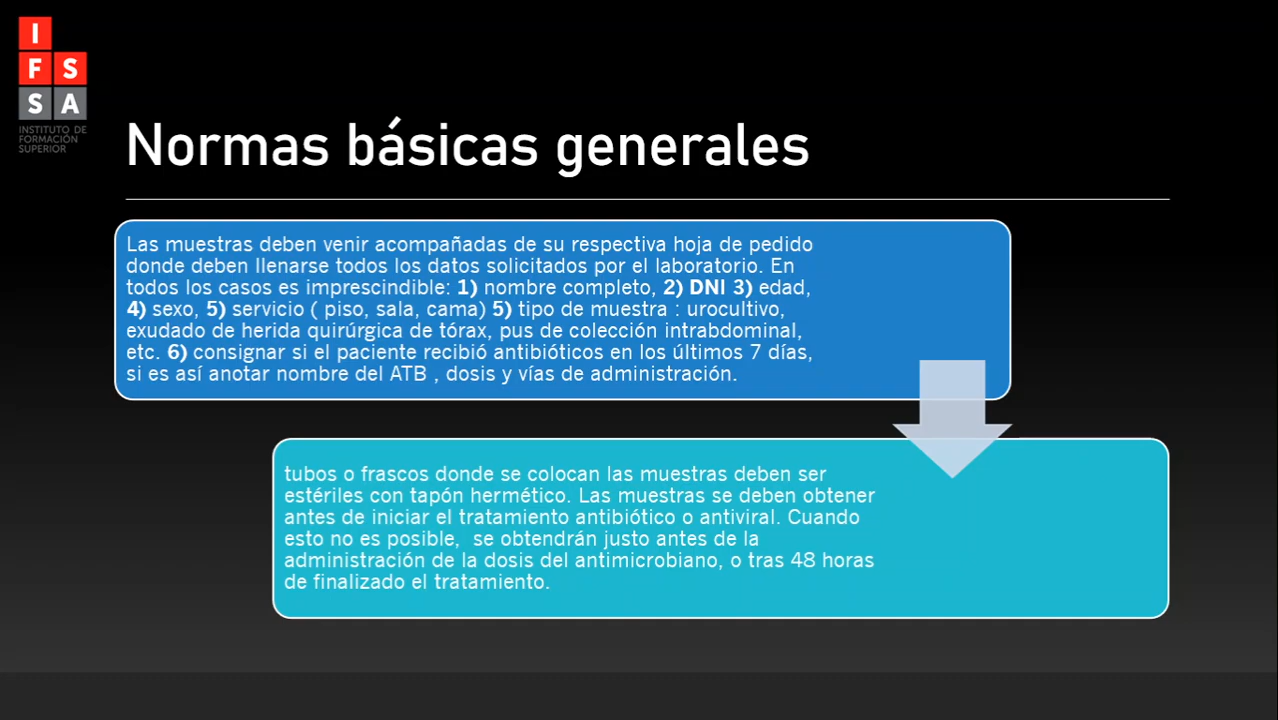 I
F S
S A
INSTITUTO DE
FORMACIÓN
SUPERIOR
Normas básicas generales
Las muestras deben venir acompañadas de su respectiva hoja de pedido
donde deben llenarse todos los datos solicitados por el laboratorio. En
todos los casos es imprescindible: 1) nombre completo, 2) DNI 3) edad,
4) sexo, 5) servicio ( piso, sala, cama) 5) tipo de muestra : urocultivo,
exudado de herida quirúrgica de tórax, pus de colección intrabdominal,
etc. 6) consignar si el paciente recibió antibióticos en los últimos 7 días,
si es así anotar nombre del ATB , dosis y vías de administración.
tubos o frascos donde se colocan las muestras deben ser
estériles con tapón hermético. Las muestras se deben obtener
antes de iniciar el tratamiento antibiótico o antiviral. Cuando
esto no es posible,  se obtendrán justo antes de la
administración de la dosis del antimicrobiano, o tras 48 horas
de finalizado el tratamiento.